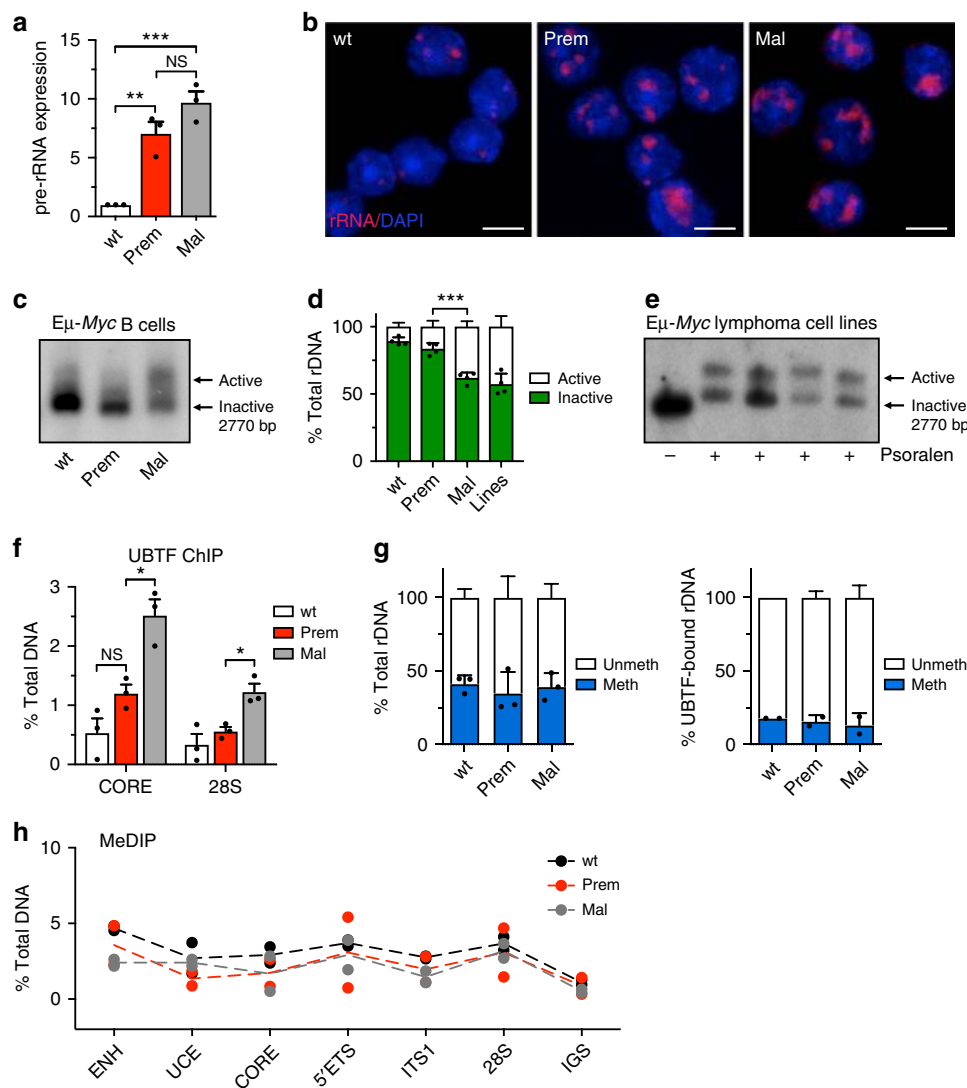 a
pre-rRNA expression
15
10
5
0
***
NS
**
wt
Prem
Mal
b
wt
Prem
Mal
rRNA/DAPI
c
Eμ-Myc B cells
Active
Inactive
2770 bp
wt
Prem
Mal
d
***
% Total rDNA
100
50
0
Active
Inactive
wt
Prem
Mal
Lines
e
Eμ-Myc lymphoma cell lines
Active
Inactive
2770 bp
– + + + + Psoralen
f
UBTF ChIP
% Total DNA
3
2
1
0
NS
*
*
wt
Prem
Mal
CORE 28S
g
% Total rDNA
100
50
0
Unmeth
Meth
wt
Prem
Mal
% UBTF-bound rDNA
100
50
0
Unmeth
Meth
wt
Prem
Mal
h
MeDIP
% Total DNA
10
5
0
wt
Prem
Mal
ENH
UCE
CORE
5′ETS
ITS1
28S
IGS